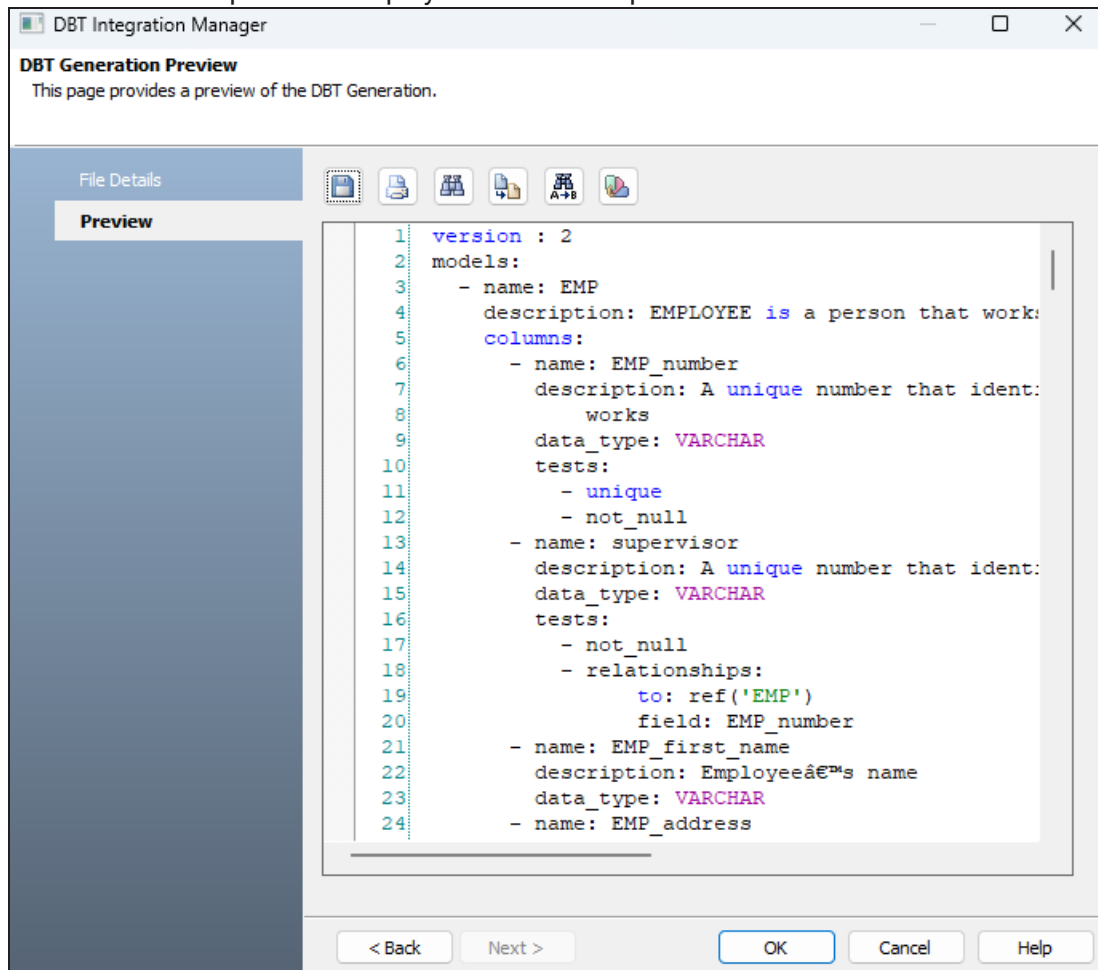 DBT Integration Manager
DBT Generation Preview
This page provides a preview of the DBT Generation.
File Details
Preview
A B
1 version : 2
2 models:
3 - name: EMP
4 description: EMPLOYEE is a person that works
5 columns:
6 - name: EMP_number
7 description: A unique number that identi
8 works
9 data_type: VARCHAR
10 tests:
11 - unique
12 - not_null
13 - name: supervisor
14 description: A unique number that identi
15 data_type: VARCHAR
16 tests:
17 - not_null
18 - relationships:
19 to: ref('EMP')
20 field: EMP_number
21 - name: EMP_first_name
22 description: Employeeâ€™s name
23 data_type: VARCHAR
24 - name: EMP_address
< Back Next > OK Cancel Help